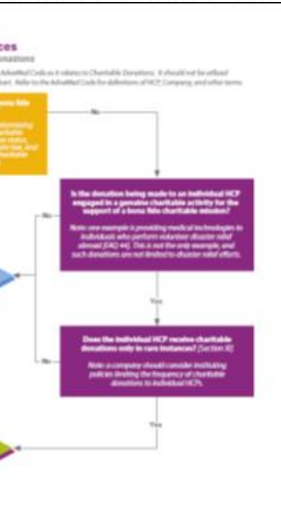 ces
onations
AdvaMed Code as it relates to Charitable Donations. It should not be utilized
Refer to the AdvaMed Code for definitions of HCP, Company, and other terms.
bona fide
No
Is the donation being made to an individual HCP
engaged in a genuine charitable activity for the
support of a bona fide charitable mission?
Note: one example is providing medical technologies to
individuals who perform volunteer disaster relief
abroad [FAQ 44]. This is not the only example, and
such donations are not limited to disaster relief efforts.
No
Yes
Does the individual HCP receive charitable
donations only in rare instances? [Section IX]
Note: a company should consider instituting
policies limiting the frequency of charitable
donations to individual HCPs.
No
Yes